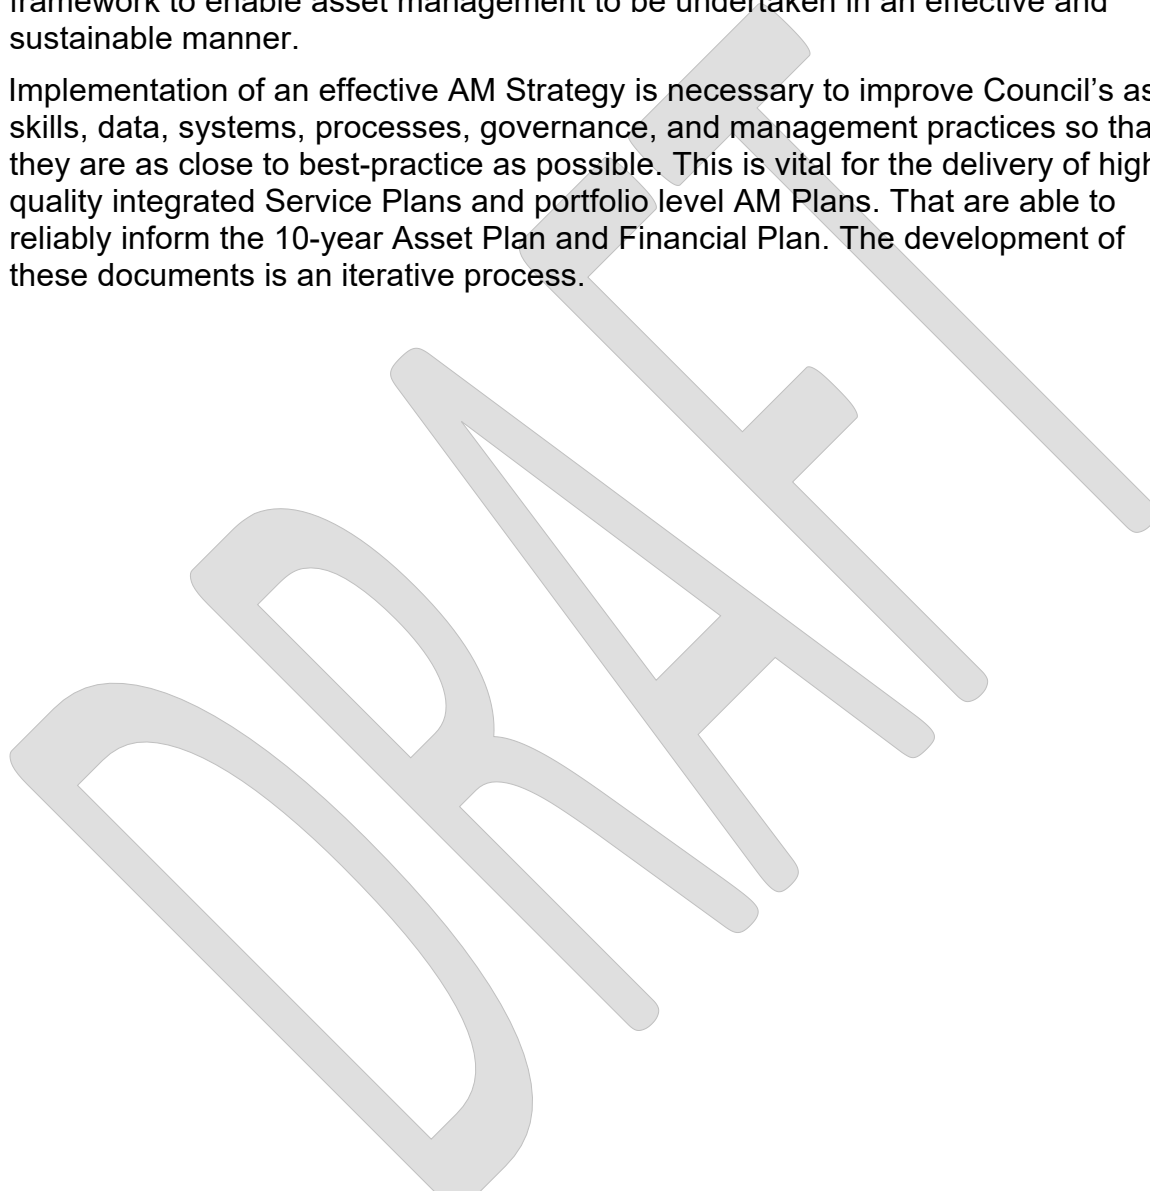 framework to enable asset management to be undertaken in an effective and
sustainable manner.
Implementation of an effective AM Strategy is necessary to improve Council's as
skills, data, systems, processes, governance, and management practices so tha
they are as close to best-practice as possible. This is vital for the delivery of high
quality integrated Service Plans and portfolio level AM Plans. That are able to
reliably inform the 10-year Asset Plan and Financial Plan. The development of
these documents is an iterative process.
DRAFT